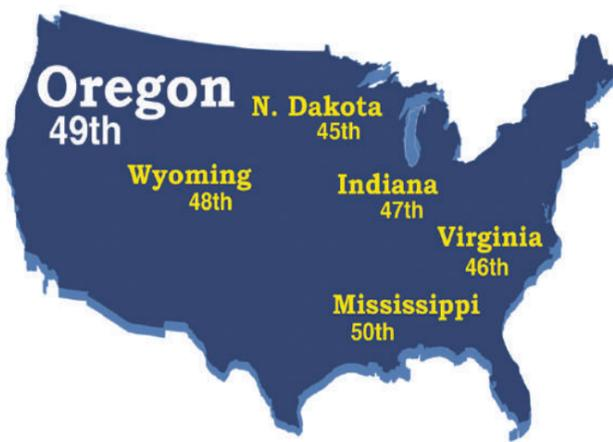 Oregon
49th
N. Dakota
45th
Wyoming
48th
Indiana
47th
Virginia
46th
Mississippi
50th